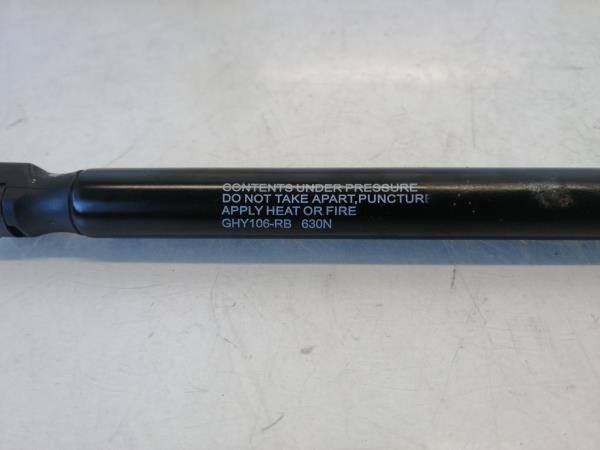 CONTENTS UNDER PRESSURE
DO NOT TAKE APART,PUNCTURE
APPLY HEAT OR FIRE
GHY106-RB 630N